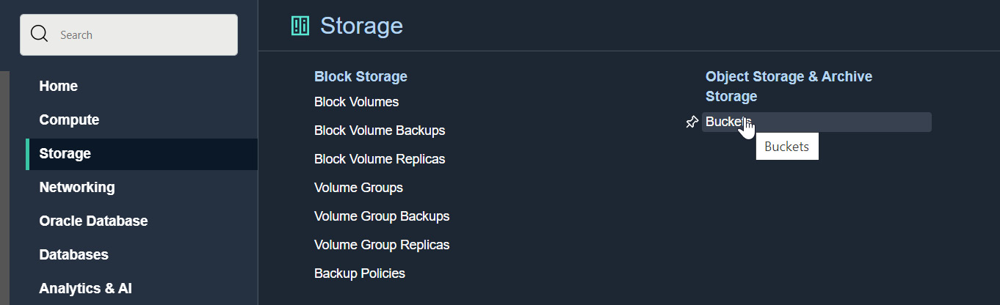 Search
Home
Compute
Storage
Networking
Oracle Database
Databases
Analytics & AI
Storage
Block Storage
Block Volumes
Block Volume Backups
Block Volume Replicas
Volume Groups
Volume Group Backups
Volume Group Replicas
Backup Policies
Object Storage & Archive
Storage
Buckets
Buckets